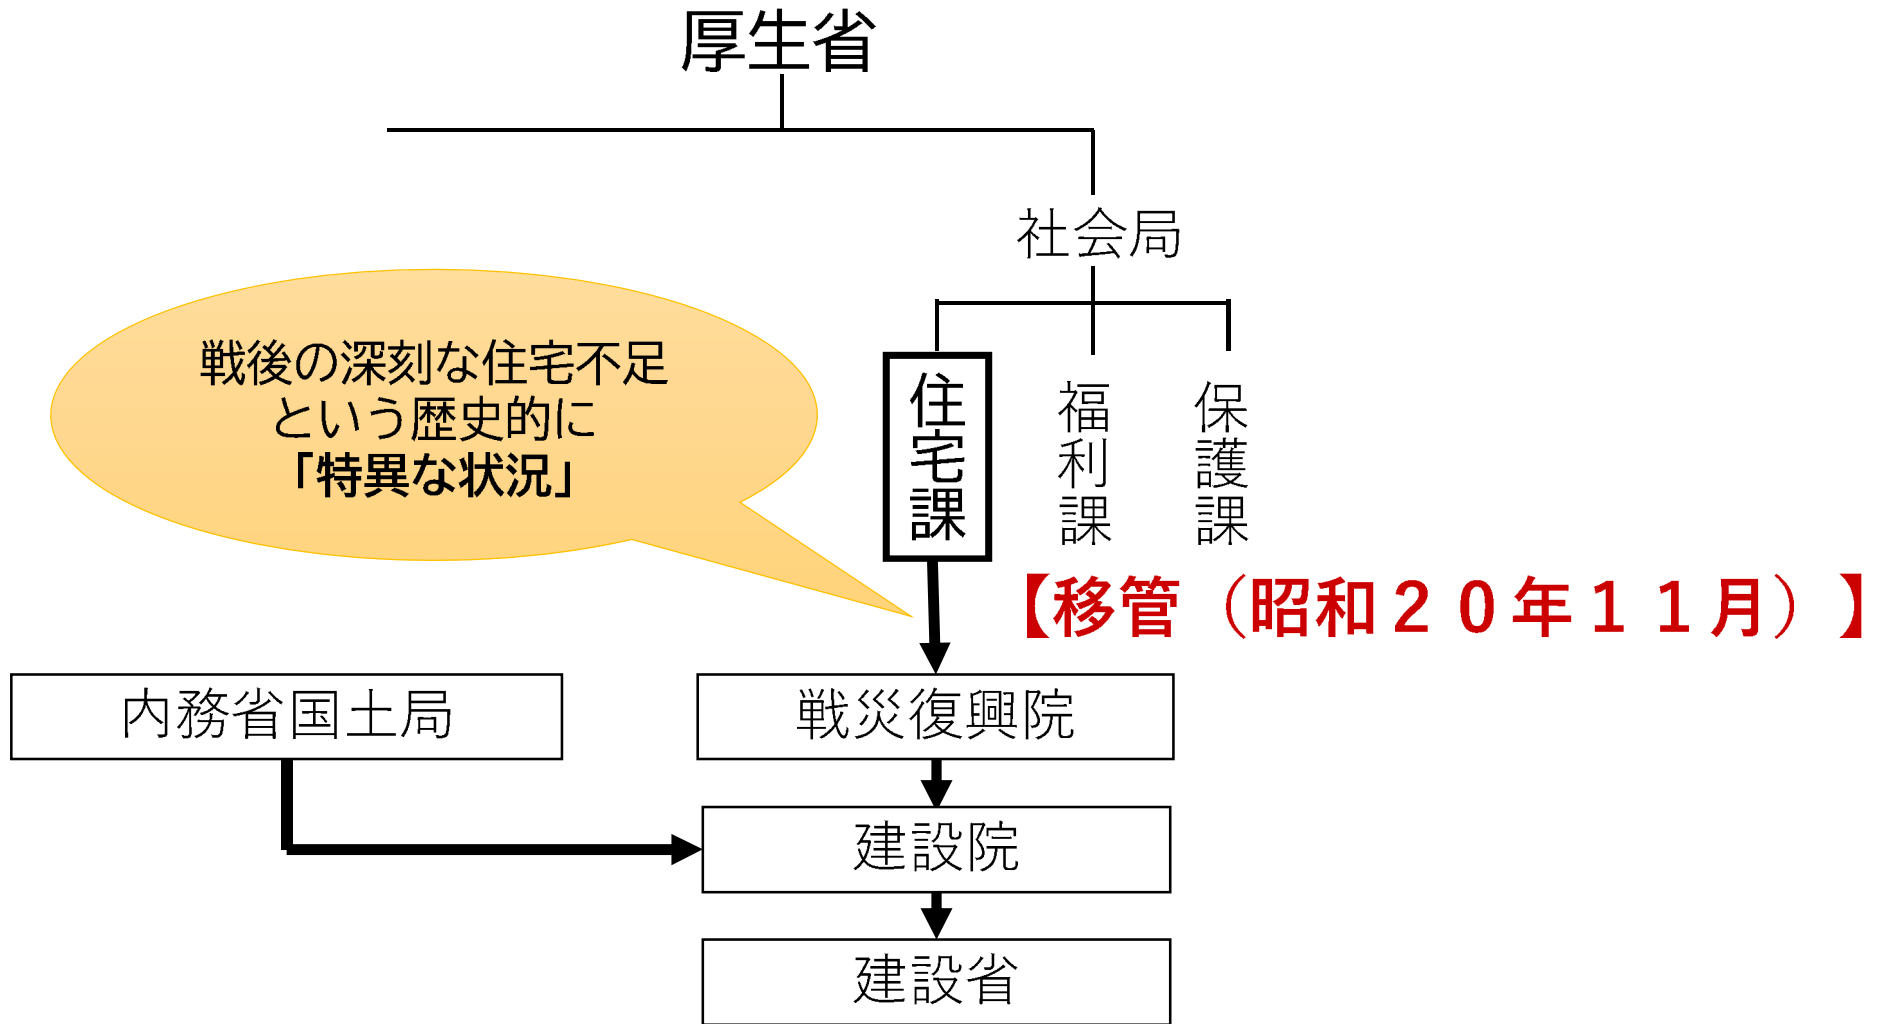 厚生省
社会局
戦後の深刻な住宅不足
という歴史的に
「特異な状況」
住宅課
福利課
保護課
【移管（昭和２０年１１月）】
内務省国土局
戦災復興院
建設院
建設省